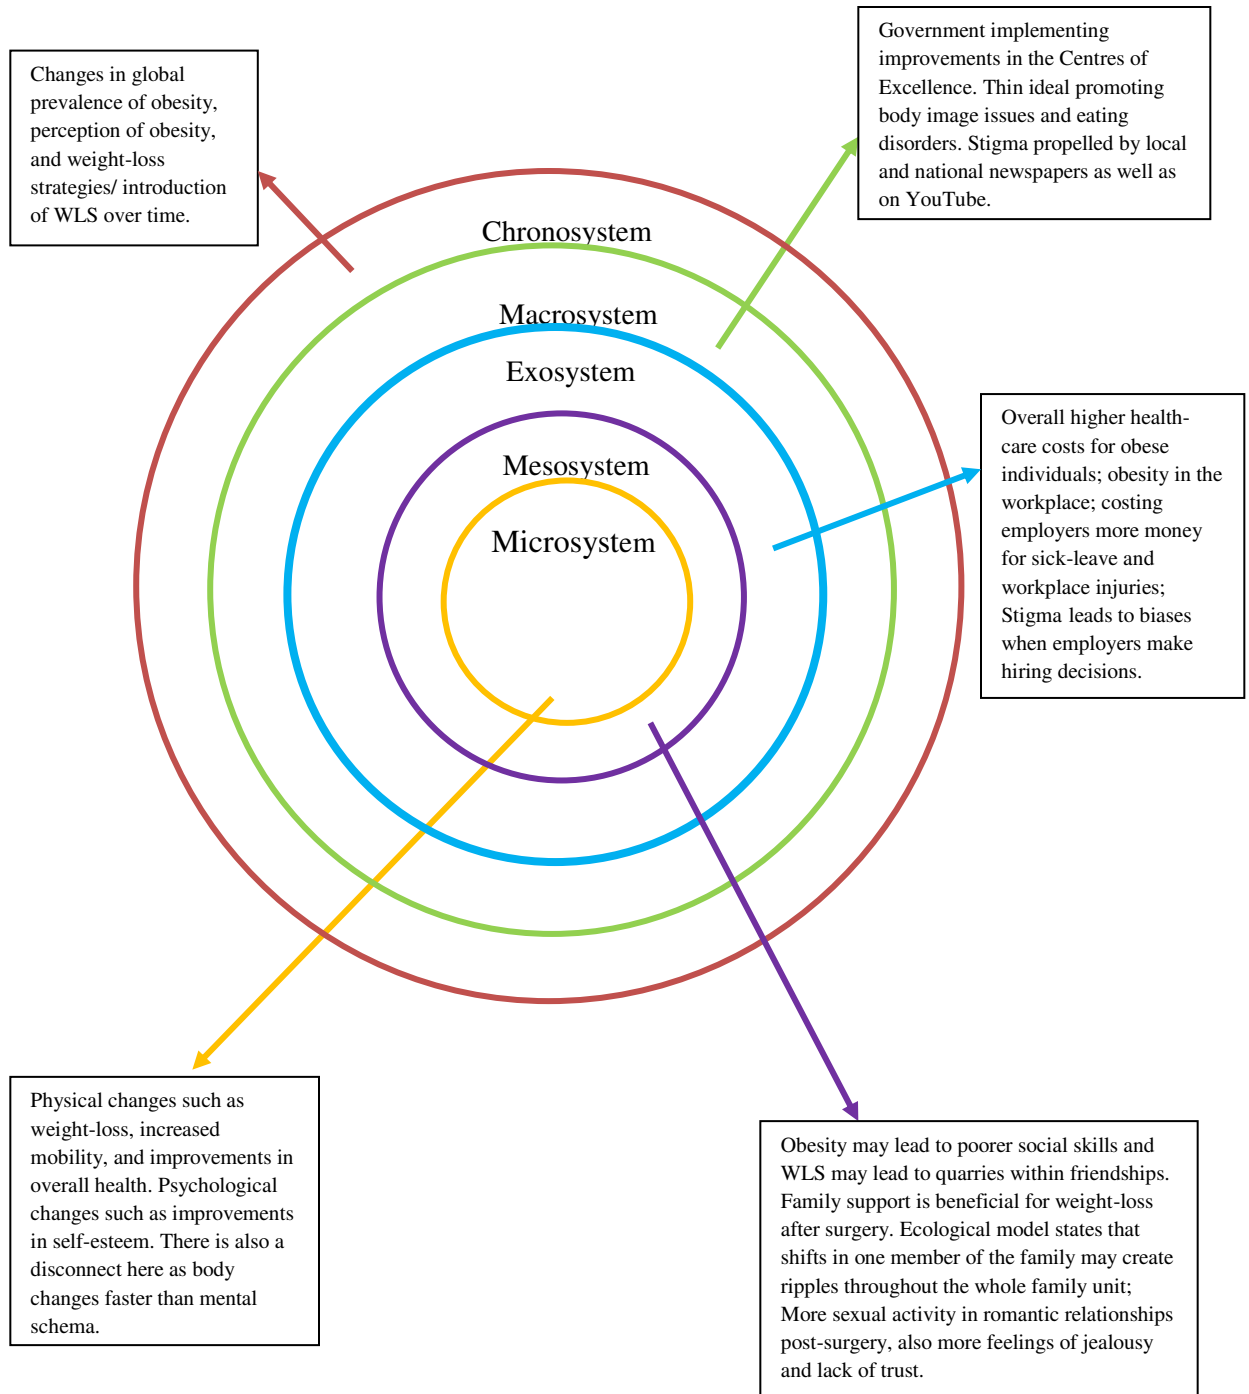 Government implementing
improvements in the Centres of
Excellence. Thin ideal promoting
body image issues and eating
disorders. Stigma propelled by local
and national newspapers as well as
on YouTube.
Changes in global
prevalence of obesity,
perception of obesity,
and weight-loss
strategies/ introduction
of WLS over time.
Chronosystem
Macrosystem
Exosystem
Mesosystem
Microsystem
Overall higher health-
care costs for obese
individuals; obesity in the
workplace; costing
employers more money
for sick-leave and
workplace injuries;
Stigma leads to biases
when employers make
hiring decisions.
Physical changes such as
weight-loss, increased
mobility, and improvements in
overall health. Psychological
changes such as improvements
in self-esteem. There is also a
disconnect here as body
changes faster than mental
schema.
Obesity may lead to poorer social skills and
WLS may lead to quarries within friendships.
Family support is beneficial for weight-loss
after surgery. Ecological model states that
shifts in one member of the family may create
ripples throughout the whole family unit;
More sexual activity in romantic relationships
post-surgery, also more feelings of jealousy
and lack of trust.